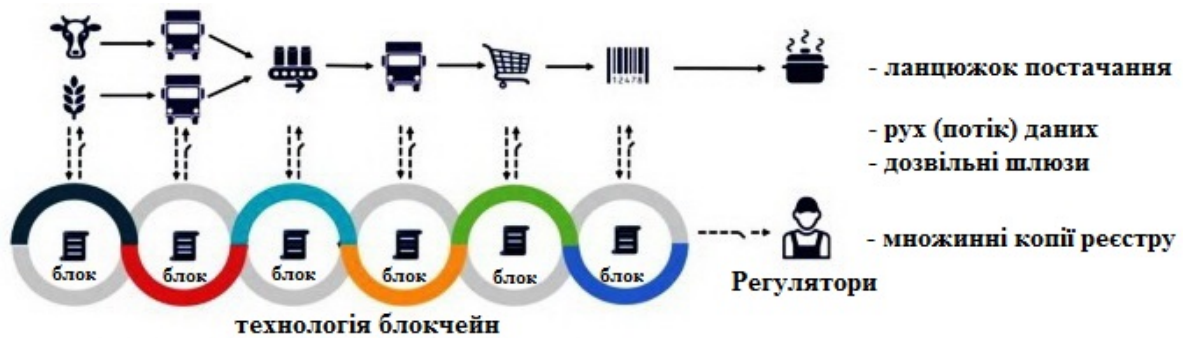 12478
- ланцюжок постачання
- рух (потік) даних
- дозвільні шлюзи
- множинні копії реєстру
блок
блок
блок
блок
блок
блок
Регулятори
технологія блокчейн